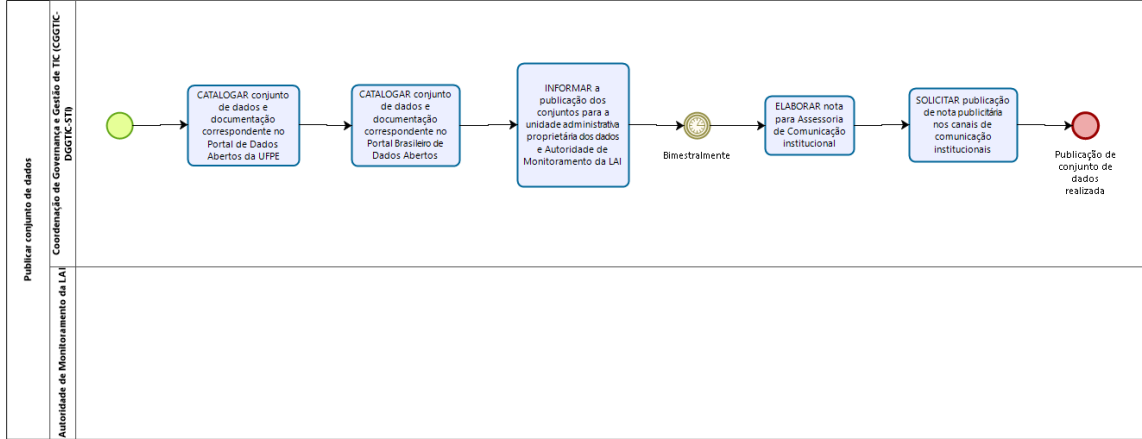 Publicar conjunto de dados
Coordenação de Governança e Gestão de TIC (CGGTIC-
DGGTIC-STI)
CATALOGAR conjunto
de dados e
documentação
correspondente no
Portal de Dados
Abertos da UFPE
CATALOGAR conjunto
de dados e
documentação
correspondente no
Portal Brasileiro de
Dados Abertos
INFORMAR a
publicação dos
conjuntos para a
unidade administrativa
proprietária dos dados
e Autoridade de
Monitoramento da LAI
Bimestralmente
ELABORAR nota
para Assessoria
de Comunicação
institucional
SOLICITAR publicação
de nota publicitária
nos canais de
comunicação
institucionais
Publicação de
conjunto de
dados
realizada
Autoridade de Monitoramento da LAI